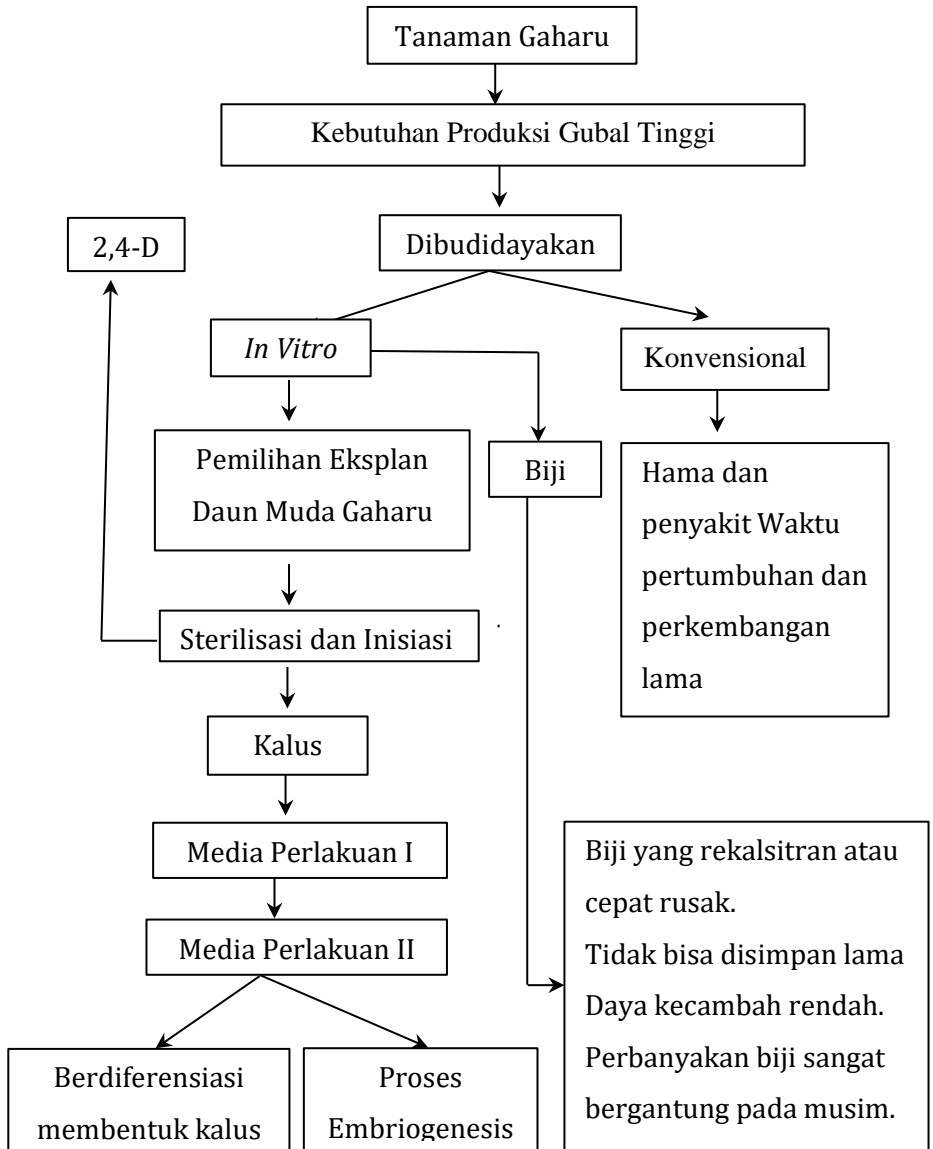 Tanaman Gaharu
Kebutuhan Produksi Gubal Tinggi
2,4-D
Dibudidayakan
In Vitro
Konvensional
Pemilihan Eksplan
Daun Muda Gaharu
Biji
Hama dan
penyakit Waktu
pertumbuhan dan
perkembangan
lama
Sterilisasi dan Inisiasi
Kalus
Media Perlakuan I
Media Perlakuan II
Biji yang rekalsitran atau
cepat rusak.
Tidak bisa disimpan lama
Daya kecambah rendah.
Perbanyakan biji sangat
bergantung pada musim.
Berdiferensiasi
membentuk kalus
Proses
Embriogenesis